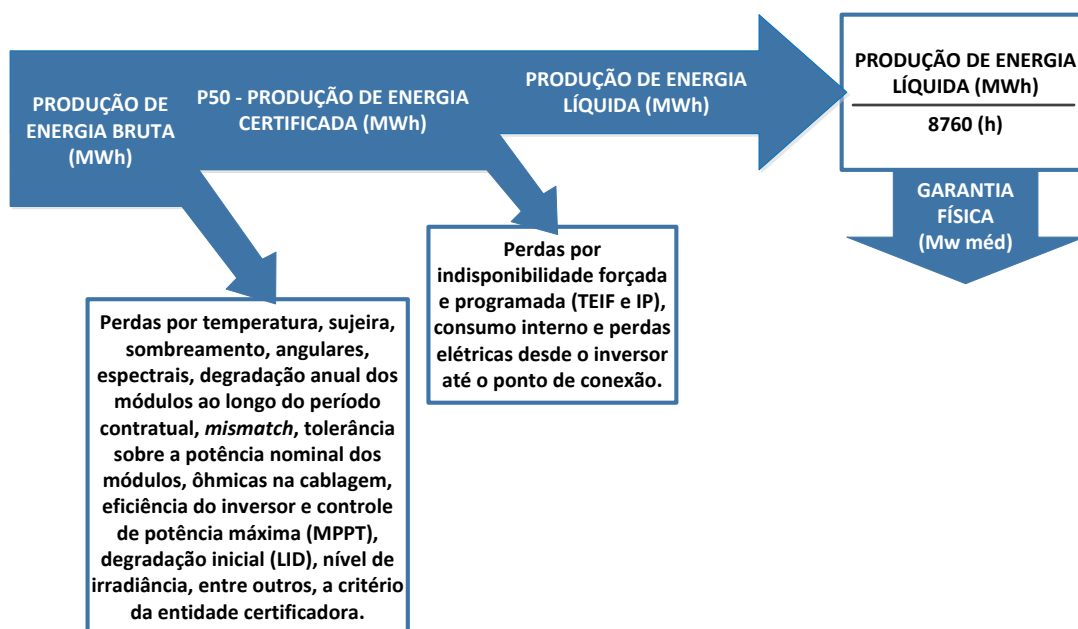 PRODUÇÃO DE
ENERGIA BRUTA
(MWh)
P50 - PRODUÇÃO DE ENERGIA
CERTIFICADA (MWh)
PRODUÇÃO DE ENERGIA
LÍQUIDA (MWh)
PRODUÇÃO DE ENERGIA
LÍQUIDA (MWh)
8760 (h)
GARANTIA
FÍSICA
(Mw méd)
Perdas por
indisponibilidade forçada
e programada (TEIF e IP),
consumo interno e perdas
elétricas desde o inversor
até o ponto de conexão.
Perdas por temperatura, sujeira,
sombreamento, angulares,
espectrais, degradação anual dos
módulos ao longo do período
contratual, mismatch, tolerância
sobre a potência nominal dos
módulos, ôhmicas na cablagem,
eficiência do inversor e controle
de potência máxima (MPPT),
degradação inicial (LID), nível de
irradiância, entre outros, a critério
da entidade certificadora.